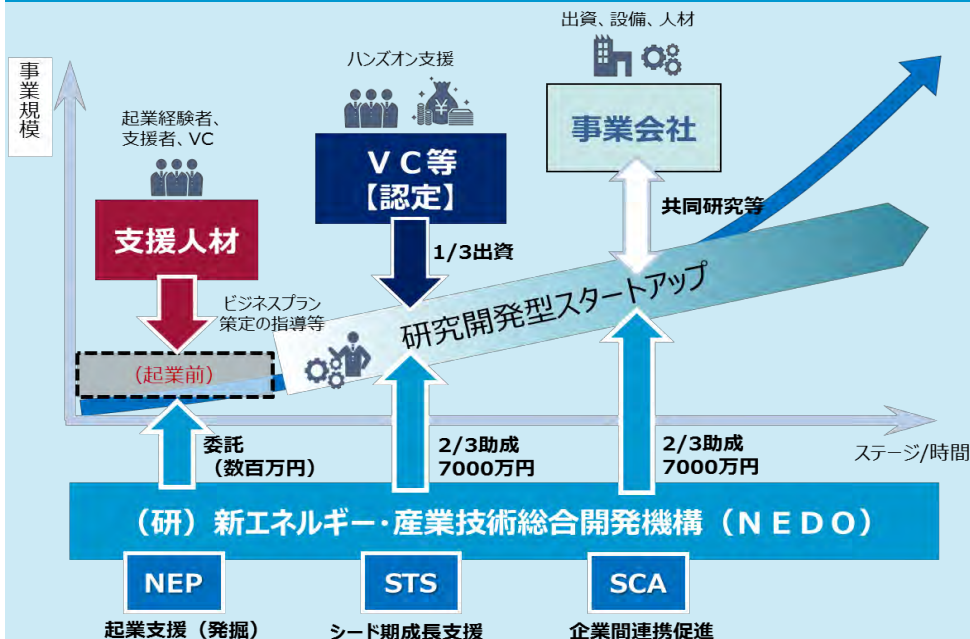 出資、設備、人材
ハンズオン支援
事業規模
起業経験者、
支援者、VC
支援人材
ＶＣ等
【認定】
事業会社
1/3出資
共同研究等
ビジネスプラン
策定の指導等
研究開発型スタートアップ
(起業前)
委託
（数百万円）
2/3助成
7000万円
2/3助成
7000万円
ステージ/時間
（研）新エネルギー・産業技術総合開発機構（ＮＥＤＯ）
NEP
STS
SCA
起業支援（発掘）
シード期成長支援
企業間連携促進